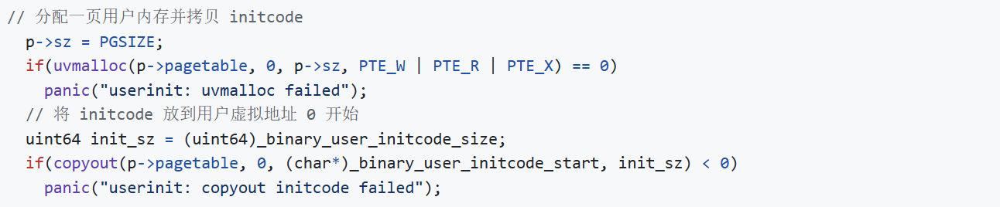 // 分配一页用户内存并拷贝 initcode
p->sz = PGSIZE;
if(uvmalloc(p->pagetable, 0, p->sz, PTE_W | PTE_R | PTE_X) == 0)
panic("userinit: uvmalloc failed");
// 将 initcode 放到用户虚拟地址 0 开始
uint64 init_sz = (uint64)_binary_user_initcode_size;
if(copyout(p->pagetable, 0, (char*)_binary_user_initcode_start, init_sz) < 0)
panic("userinit: copyout initcode failed");